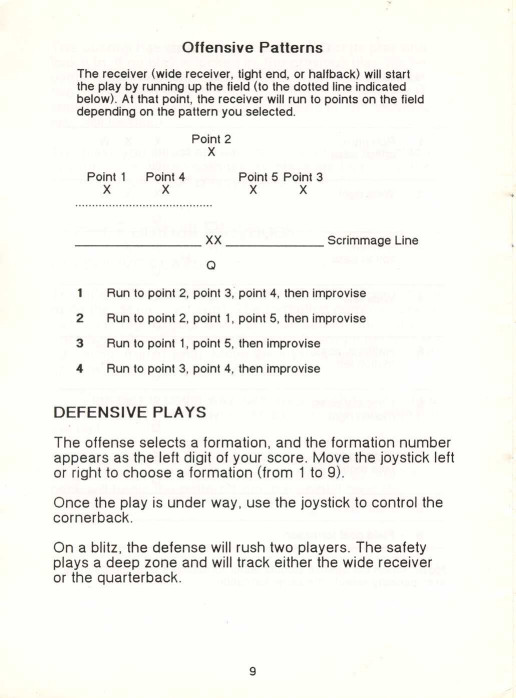 Offensive Patterns
The receiver (wide receiver, tight end, or halfback) will start
the play by running up the field (to the dotted line indicated
below). At that point, the receiver will run to points on the field
depending on the pattern you selected.
Point 2
X
Point 1 Point 4 Point 5 Point 3
X X X X
..........................................
____________________ XX ________________ Scrimmage Line
Q
1 Run to point 2, point 3, point 4, then improvise
2 Run to point 2, point 1, point 5, then improvise
3 Run to point 1, point 5, then improvise
4 Run to point 3, point 4, then improvise
DEFENSIVE PLAYS
The offense selects a formation, and the formation number
appears as the left digit of your score. Move the joystick left
or right to choose a formation (from 1 to 9).
Once the play is under way, use the joystick to control the
cornerback.
On a blitz, the defense will rush two players. The safety
plays a deep zone and will track either the wide receiver
or the quarterback.
9